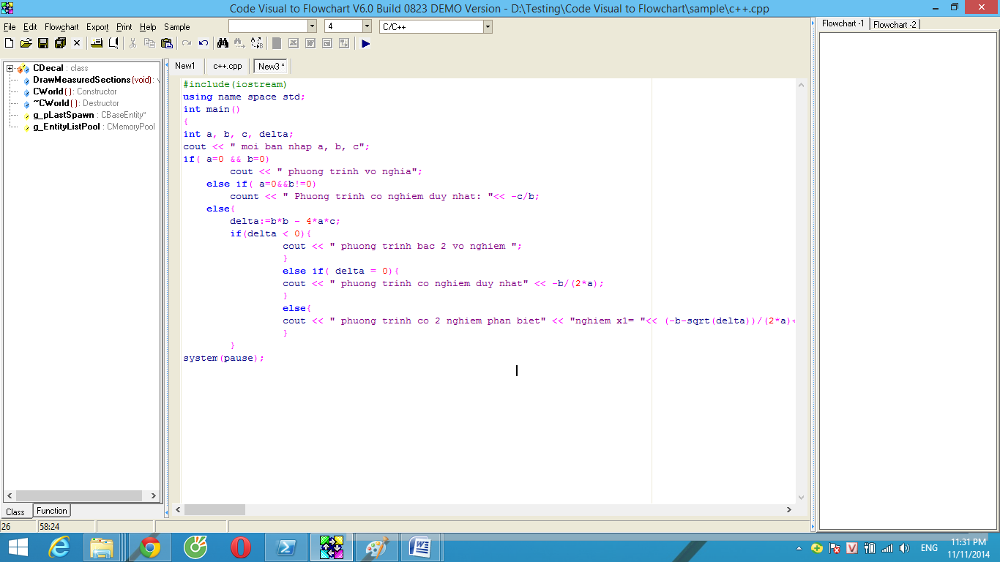 Code Visual to Flowchart V6.0 Build 0823 DEMO Version - D:\Testing\Code Visual to Flowchart\sample\c++.cpp
File Edit Flowchart Export Print Help Sample
4
C/C++
Flowchart -1
Flowchart -2
CDecal : class
DrawMeasuredSections(void): v
CWorld( ): Constructor
~CWorld( ): Destructor
g_pLastSpawn : CBaseEntity*
g_EntityListPool : CMemoryPool
New1
c++.cpp
New3 *
#include(iostream)
using name space std;
int main()
{
int a, b, c, delta;
cout << " moi ban nhap a, b, c";
if( a=0 && b=0)
cout << " phuong trinh vo nghia";
else if( a=0&&b!=0)
count << " Phuong trinh co nghiem duy nhat: "<< -c/b;
else{
delta:=b*b - 4*a*c;
if(delta < 0){
cout << " phuong trinh bac 2 vo nghiem ";
}
else if( delta = 0){
cout << " phuong trinh co nghiem duy nhat" << -b/(2*a);
}
else{
cout << " phuong trinh co 2 nghiem phan biet" << "nghiem x1= "<< (-b-sqrt(delta))/(2*a)<
}
}
system(pause);
Class
Function
26
58:24
ENG
11:31 PM
11/11/2014